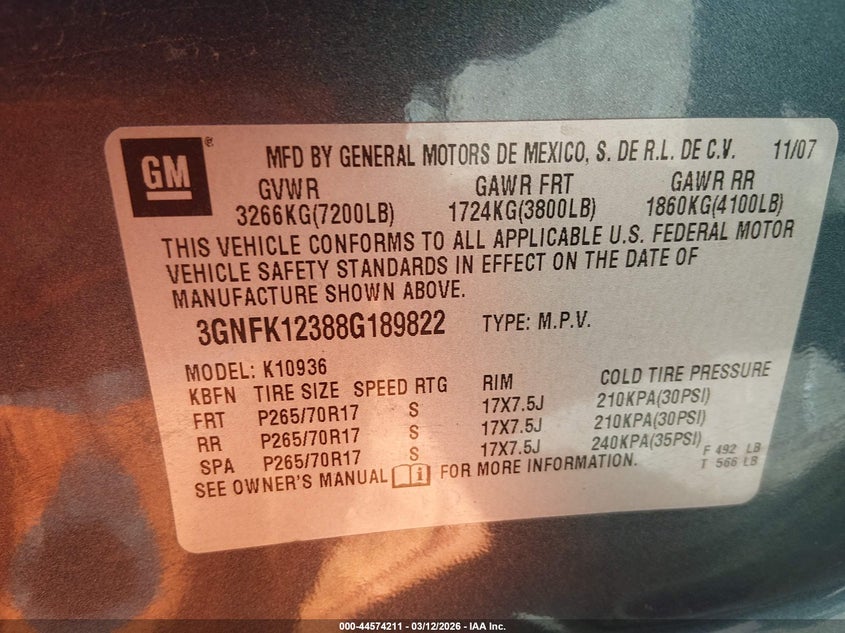 GM
MFD BY GENERAL MOTORS DE MEXICO, S. DE R.L. DE C.V. 11/07
GVWR GAWR FRT GAWR RR
3266KG(7200LB) 1724KG(3800LB) 1860KG(4100LB)
THIS VEHICLE CONFORMS TO ALL APPLICABLE U.S. FEDERAL MOTOR
VEHICLE SAFETY STANDARDS IN EFFECT ON THE DATE OF
MANUFACTURE SHOWN ABOVE.
3GNFK12388G189822 TYPE: M.P.V.
MODEL: K10936
KBFN TIRE SIZE SPEED RTG RIM COLD TIRE PRESSURE
FRT P265/70R17 S 17X7.5J 210KPA(30PSI)
RR P265/70R17 S 17X7.5J 210KPA(30PSI)
SPA P265/70R17 S 17X7.5J 240KPA(35PSI)
F 492 LB
T 566 LB
SEE OWNER'S MANUAL FOR MORE INFORMATION.
000-44574211 - 03/12/2026 - IAA Inc.